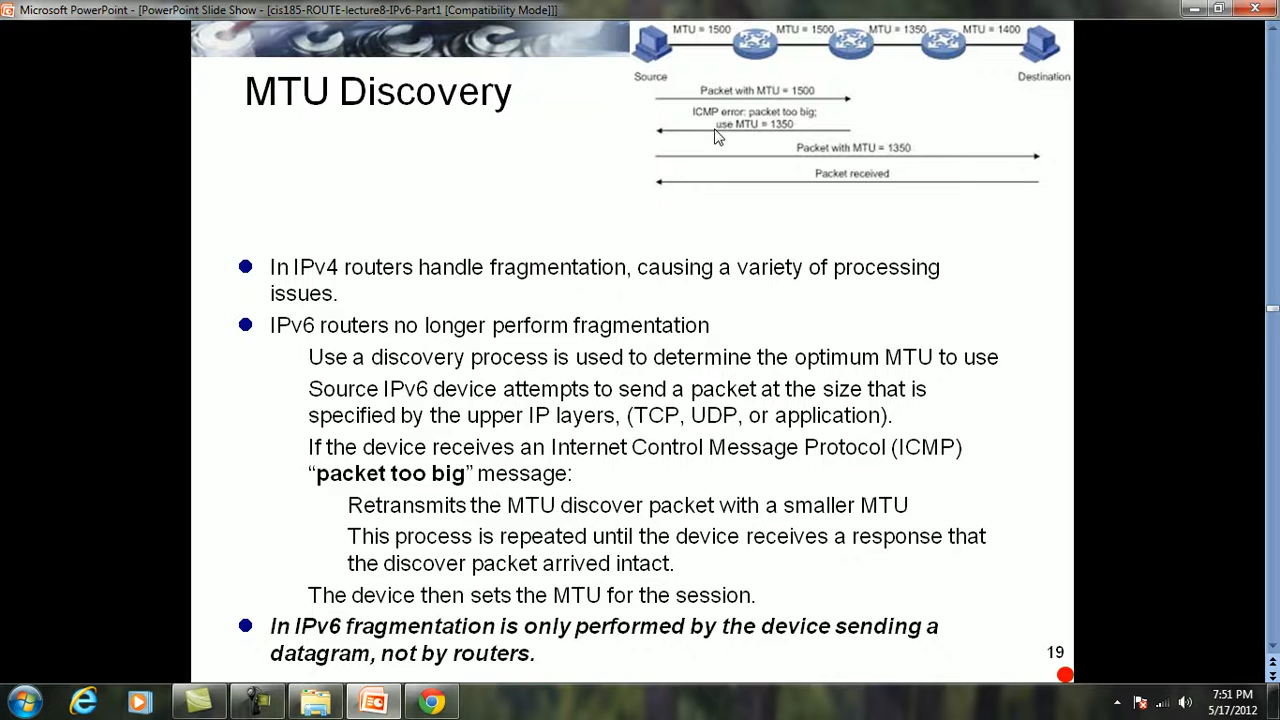 Microsoft PowerPoint - [PowerPoint Slide Show - [cis185-ROUTE-lecture8-IPv6-Part1 [Compatibility Mode]]]
MTU = 1500
MTU = 1500
MTU = 1350
MTU = 1400
Source
Destination
MTU Discovery
Packet with MTU = 1500
ICMP error: packet too big;
use MTU = 1350
Packet with MTU = 1350
Packet received
In IPv4 routers handle fragmentation, causing a variety of processing
issues.
IPv6 routers no longer perform fragmentation
Use a discovery process is used to determine the optimum MTU to use
Source IPv6 device attempts to send a packet at the size that is
specified by the upper IP layers, (TCP, UDP, or application).
If the device receives an Internet Control Message Protocol (ICMP)
“packet too big” message:
Retransmits the MTU discover packet with a smaller MTU
This process is repeated until the device receives a response that
the discover packet arrived intact.
The device then sets the MTU for the session.
In IPv6 fragmentation is only performed by the device sending a
datagram, not by routers.
19
7:51 PM
5/17/2012